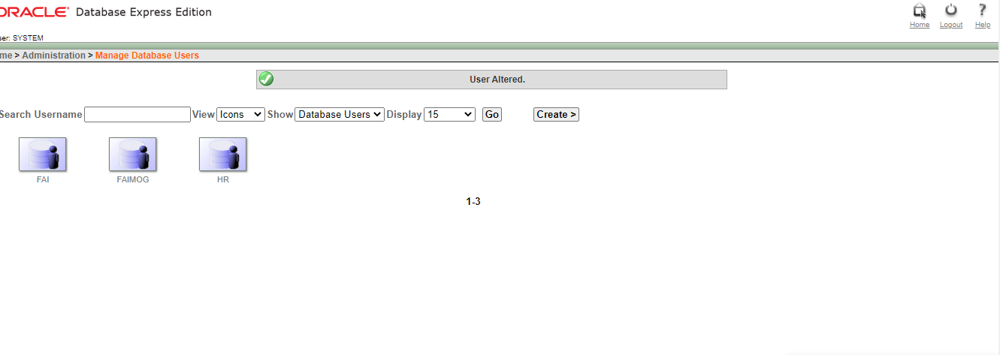 ORACLE® Database Express Edition
Home Logout Help
ser: SYSTEM
me > Administration > Manage Database Users
User Altered.
Search Username View Icons Show Database Users Display 15 Go Create >
FAI FAIMOG HR
1-3